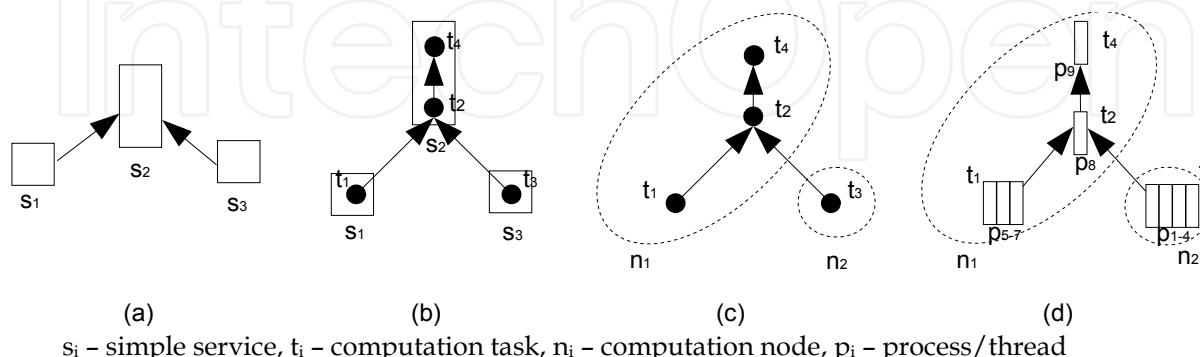 IntechOpen
s1
s2
s3
t4
t2
s2
t1
t3
s1
s3
t4
t2
t1
t3
n1
n2
t4
p9
t2
p8
t1
p5-7
p1-4
n1
n2
(a)
(b)
(c)
(d)
si – simple service, ti – computation task, ni – computation node, pi – process/thread